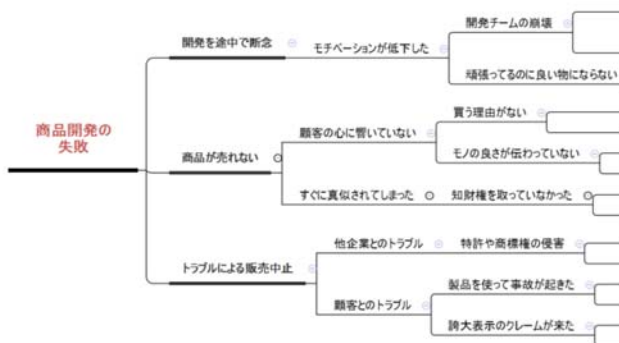 商品開発の
失敗
開発を途中で断念
モチベーションが低下した
開発チームの崩壊
頑張ってるのに良い物にならない
商品が売れない
顧客の心に響いていない
買う理由がない
モノの良さが伝わっていない
すぐに真似されてしまった
知財権を取っていなかった
トラブルによる販売中止
他企業とのトラブル
特許や商標権の侵害
顧客とのトラブル
製品を使って事故が起きた
誇大表示のクレームが来た